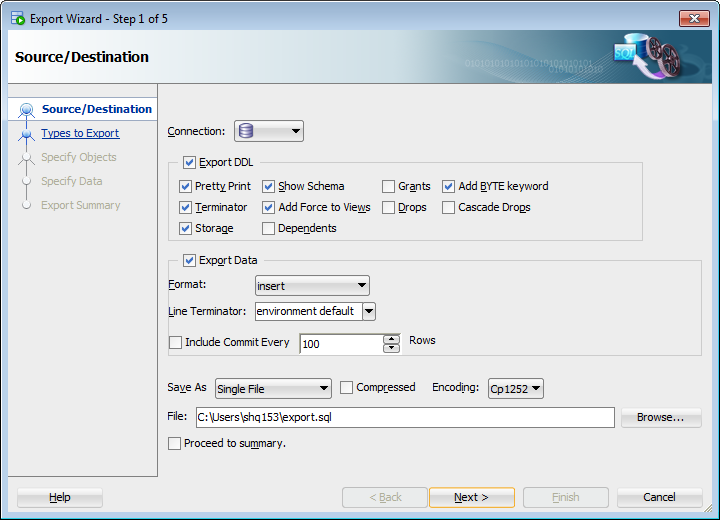 Export Wizard - Step 1 of 5
Source/Destination
SQL
010101010101010101010101
0101010101
Source/Destination
Types to Export
Specify Objects
Specify Data
Export Summary
Connection:
Export DDL
Pretty Print Show Schema Grants Add BYTE keyword
Terminator Add Force to Views Drops Cascade Drops
Storage Dependents
Export Data
Format: insert
Line Terminator: environment default
Include Commit Every 100 Rows
Save As Single File Compressed Encoding: Cp1252
File: C:\Users\shq153\export.sql Browse...
Proceed to summary.
Help < Back Next > Finish Cancel